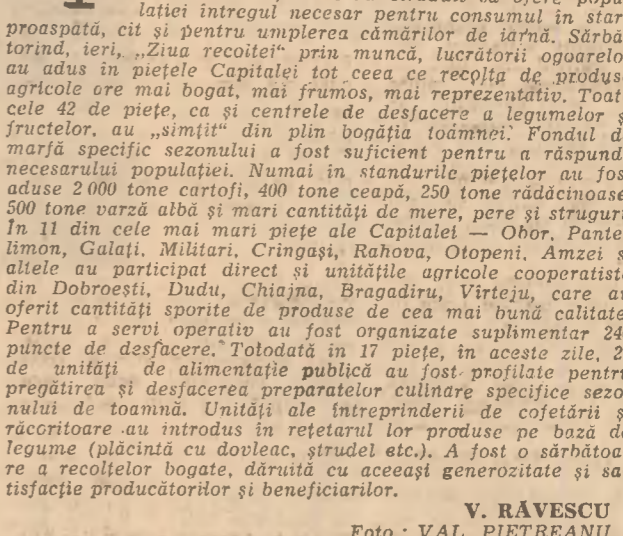 lației întregul necesar pentru consumul în star
proaspătă, cit și pentru umplerea cămărilor de iarnă. Sărbă
torind, ieri, „Ziua recoltei“ prin muncă, lucrătorii ogoarelo
au adus în piețele Capitalei tot ceea ce recolta de produs
agricole are mai bogat, mai frumos, mai reprezentativ. Toat
cele 42 de piețe, ca și centrele de desfacere a legumelor ș
fructelor, au „simțit“ din plin bogăția toamnei. Fondul d
marfă specific sezonului a fost suficient pentru a răspund
necesarului populației. Numai în standurile piețelor au fos
aduse 2 000 tone cartofi, 400 tone ceapă, 250 tone rădăcinoase
500 tone varză albă și mari cantități de mere, pere și struguri
În 11 din cele mai mari piețe ale Capitalei — Obor, Pante
limon, Galați, Militari, Crîngași, Rahova, Otopeni, Amzei ș
altele au participat direct și unitățile agricole cooperatist
din Dobroești, Dudu, Chiajna, Bragadiru, Vîrteju, care au
oferit cantități sporite de produse de cea mai bună calitate
Pentru a servi operativ au fost organizate suplimentar 24
puncte de desfacere. Totodată în 17 piețe, în aceste zile, 2
de unități de alimentație publică au fost profilate pentr
pregătirea și desfacerea preparatelor culinare specifice sezo
nului de toamnă. Unități ale întreprinderii de cofetării ș
răcoritoare au introdus în rețetarul lor produse pe bază d
legume (plăcintă cu dovleac, ștrudel etc.). A fost o sărbătoa
re a recoltelor bogate, dăruită cu aceeași generozitate și sa
tisfacție producătorilor și beneficiarilor.
V. RĂVESCU
Foto : VAL. PIETREANU